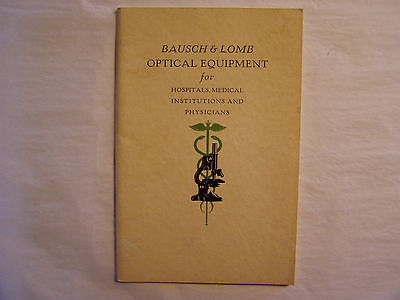 BAUSCH & LOMB
OPTICAL EQUIPMENT
for
HOSPITALS, MEDICAL
INSTITUTIONS AND
PHYSICIANS